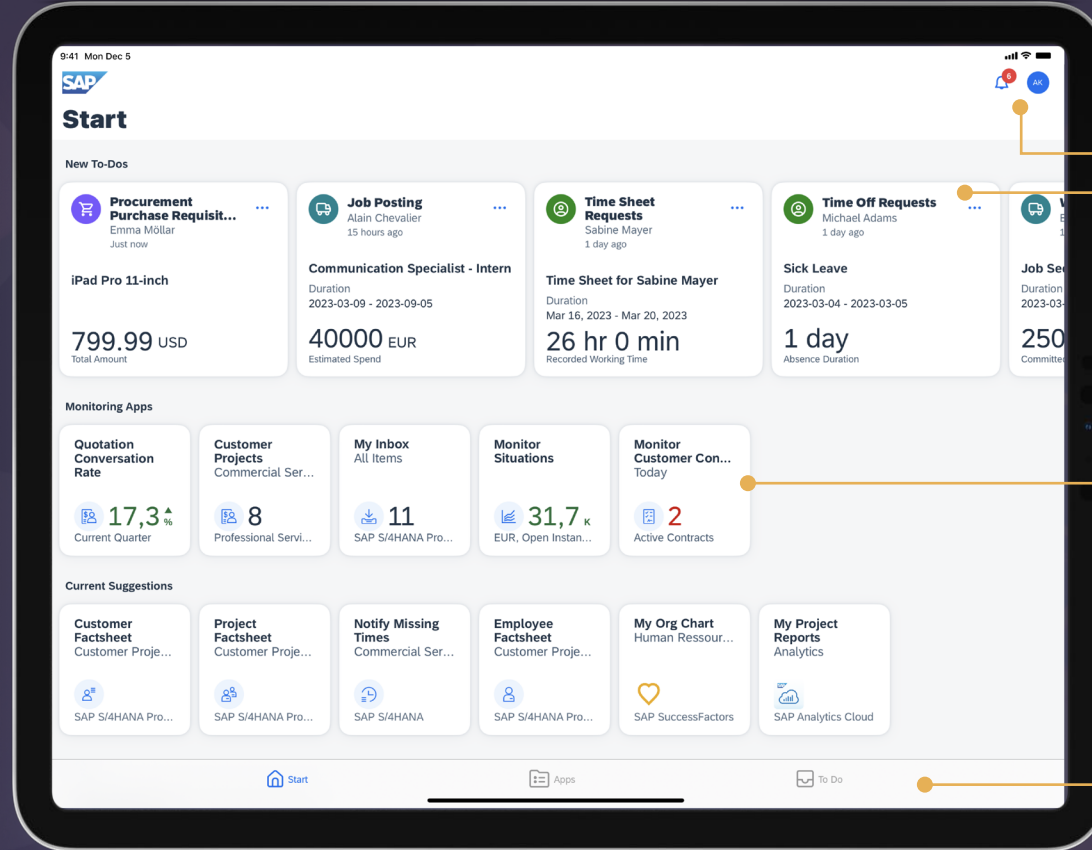 9:41 Mon Dec 5
SAP
6
AK
Start
New To-Dos
Procurement
Purchase Requisit...
Emma Möllar
Just now
iPad Pro 11-inch
799.99 USD
Total Amount
Job Posting
Alain Chevalier
15 hours ago
Communication Specialist - Intern
Duration
2023-03-09 - 2023-09-05
40000 EUR
Estimated Spend
Time Sheet
Requests
Sabine Mayer
1 day ago
Time Sheet for Sabine Mayer
Duration
Mar 16, 2023 - Mar 20, 2023
26 hr 0 min
Recorded Working Time
Time Off Requests
Michael Adams
1 day ago
Sick Leave
Duration
2023-03-04 - 2023-03-05
1 day
Absence Duration
Job Se
Duration
2023-03-
250
Committe
Monitoring Apps
Quotation
Conversation
Rate
17,3 %
Current Quarter
Customer
Projects
Commercial Ser...
8
Professional Servi...
My Inbox
All Items
11
SAP S/4HANA Pro...
Monitor
Situations
31,7 K
EUR, Open Instan...
Monitor
Customer Con...
Today
2
Active Contracts
Current Suggestions
Customer
Factsheet
Customer Proje...
SAP S/4HANA Pro...
Project
Factsheet
Customer Proje...
SAP S/4HANA Pro...
Notify Missing
Times
Commercial Ser...
SAP S/4HANA
Employee
Factsheet
Customer Proje...
SAP S/4HANA Pro...
My Org Chart
Human Ressour...
SAP SuccessFactors
My Project
Reports
Analytics
SAP Analytics Cloud
Start
Apps
To Do